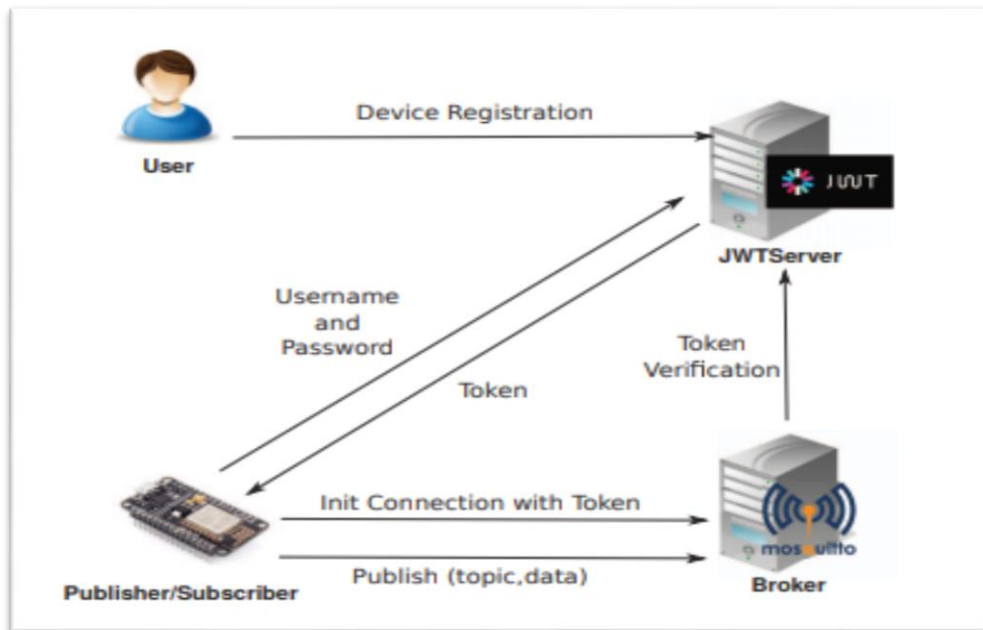 Device Registration
User
JWT
JWTServer
Username
and
Password
Token
Token
Verification
Init Connection with Token
mosquitto
Publish (topic,data)
Publisher/Subscriber
Broker